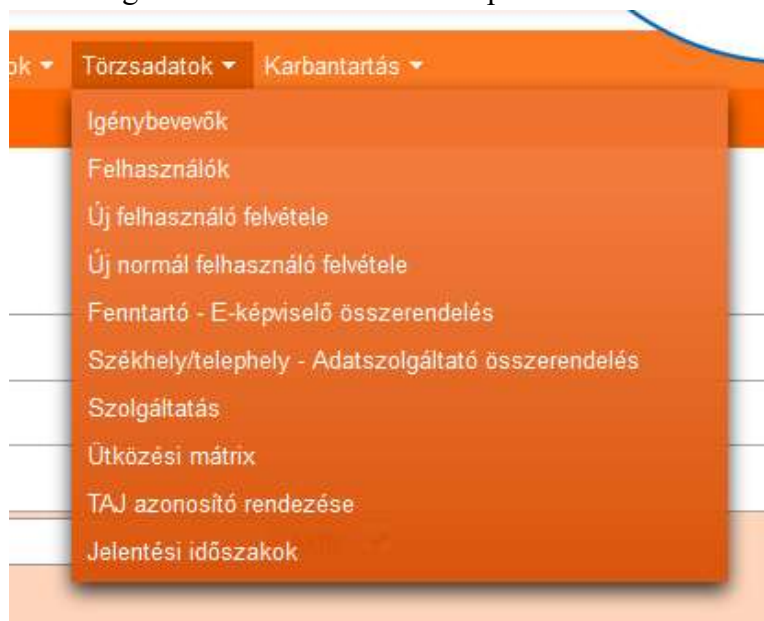 ok Törzsadatok Karbantartás
Igénybevevők
Felhasználók
Új felhasználó felvétele
Új normál felhasználó felvétele
Fenntartó - E-képviselő összerendelés
Székhely/telephely - Adatszolgáltató összerendelés
Szolgáltatás
Ütközési mátrix
TAJ azonosító rendezése
Jelentési időszakok